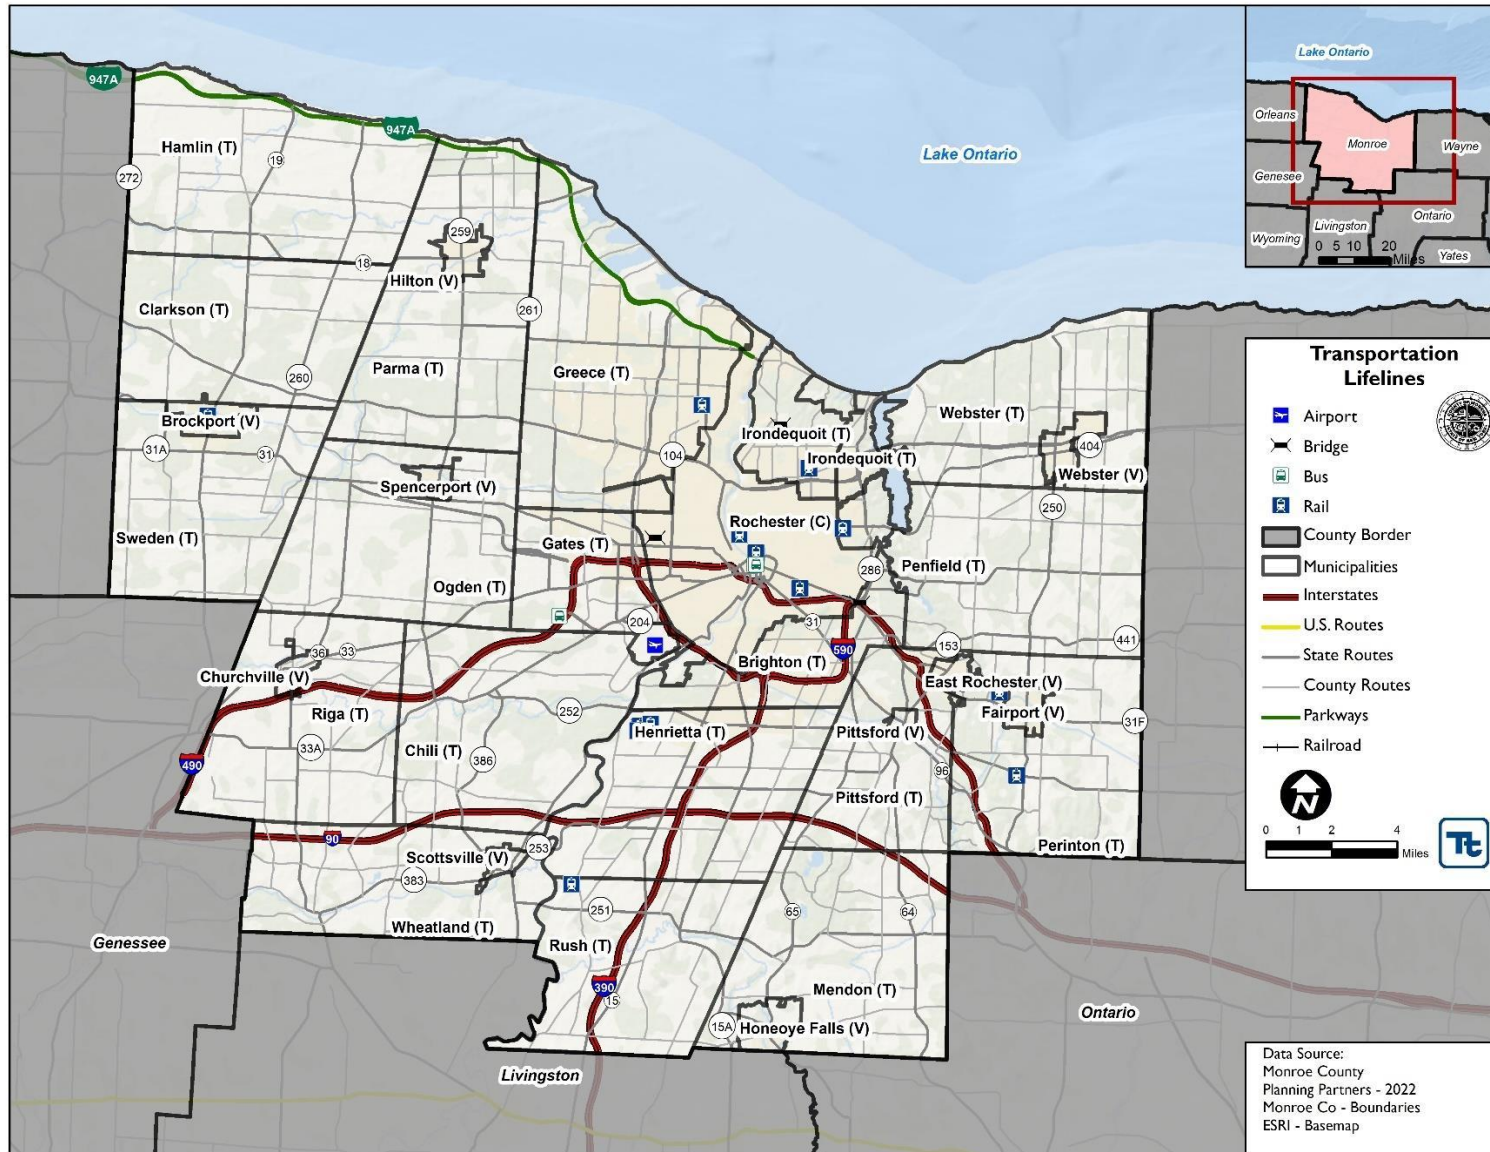 947A
947A
Hamlin (T)
19
272
259
18
Hilton (V)
Clarkson (T)
261
260
Parma (T)
Greece (T)
Lake Ontario
Brockport (V)
31A
31
Spencerport (V)
104
Irondequoit (T)
Irondequoit (T)
Webster (T)
404
Webster (V)
250
Sweden (T)
Gates (T)
Rochester (C)
286
Penfield (T)
Ogden (T)
204
31
590
153
441
36
33
Churchville (V)
Brighton (T)
East Rochester (V)
Riga (T)
252
Henrietta (T)
Pittsford (V)
Fairport (V)
31F
490
33A
Chili (T)
386
96
Pittsford (T)
90
Scottsville (V)
253
Perinton (T)
383
251
65
64
Wheatland (T)
Genessee
Rush (T)
390
15
Mendon (T)
15A
Honeoye Falls (V)
Ontario
Livingston
Lake Ontario
Orleans
Monroe
Wayne
Genesee
Livingston
Ontario
Wyoming
Yates
0 5 10 20
Miles
Transportation
Lifelines
Airport
Bridge
Bus
Rail
County Border
Municipalities
Interstates
U.S. Routes
State Routes
County Routes
Parkways
Railroad
N
0 1 2 4
Miles
Tt
Data Source:
Monroe County
Planning Partners - 2022
Monroe Co - Boundaries
ESRI - Basemap